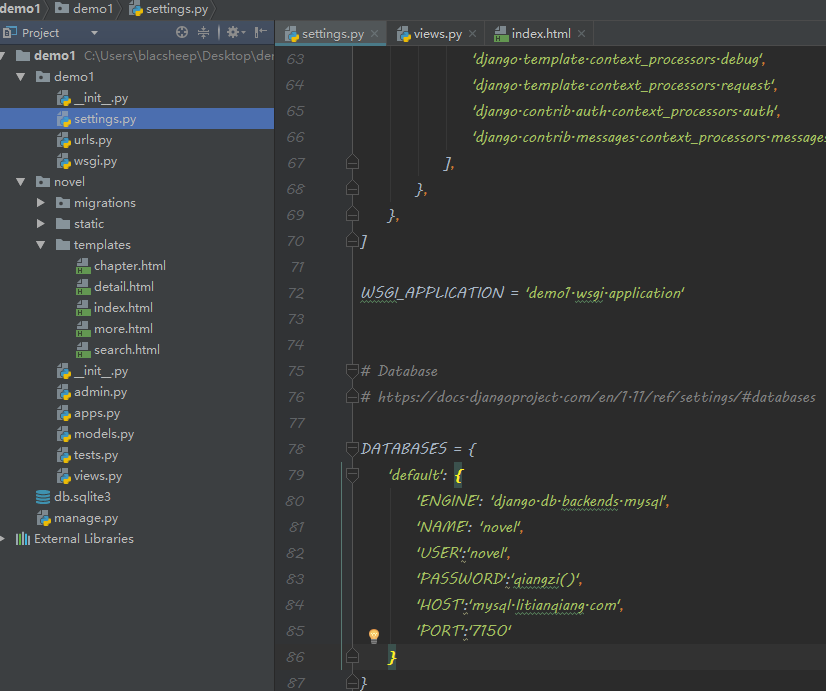 demo1 demo1 settings.py
Project
settings.py views.py index.html
demo1 C:\Users\blacsheep\Desktop\der
demo1
__init__.py
settings.py
urls.py
wsgi.py
novel
migrations
static
templates
chapter.html
detail.html
index.html
more.html
search.html
__init__.py
admin.py
apps.py
models.py
tests.py
views.py
db.sqlite3
manage.py
External Libraries
63 'django.template.context_processors.debug',
64 'django.template.context_processors.request',
65 'django.contrib.auth.context_processors.auth',
66 'django.contrib.messages.context_processors.messages
67 ],
68 },
69 },
70 ]
71
72 WSGI_APPLICATION = 'demo1.wsgi.application'
73
74
75 # Database
76 # https://docs.djangoproject.com/en/1.11/ref/settings/#databases
77
78 DATABASES = {
79 'default': {
80 'ENGINE': 'django.db.backends.mysql',
81 'NAME': 'novel',
82 'USER':'novel',
83 'PASSWORD':'qiangzi()',
84 'HOST':'mysql.litianqiang.com',
85 'PORT':'7150'
86 }
87 }